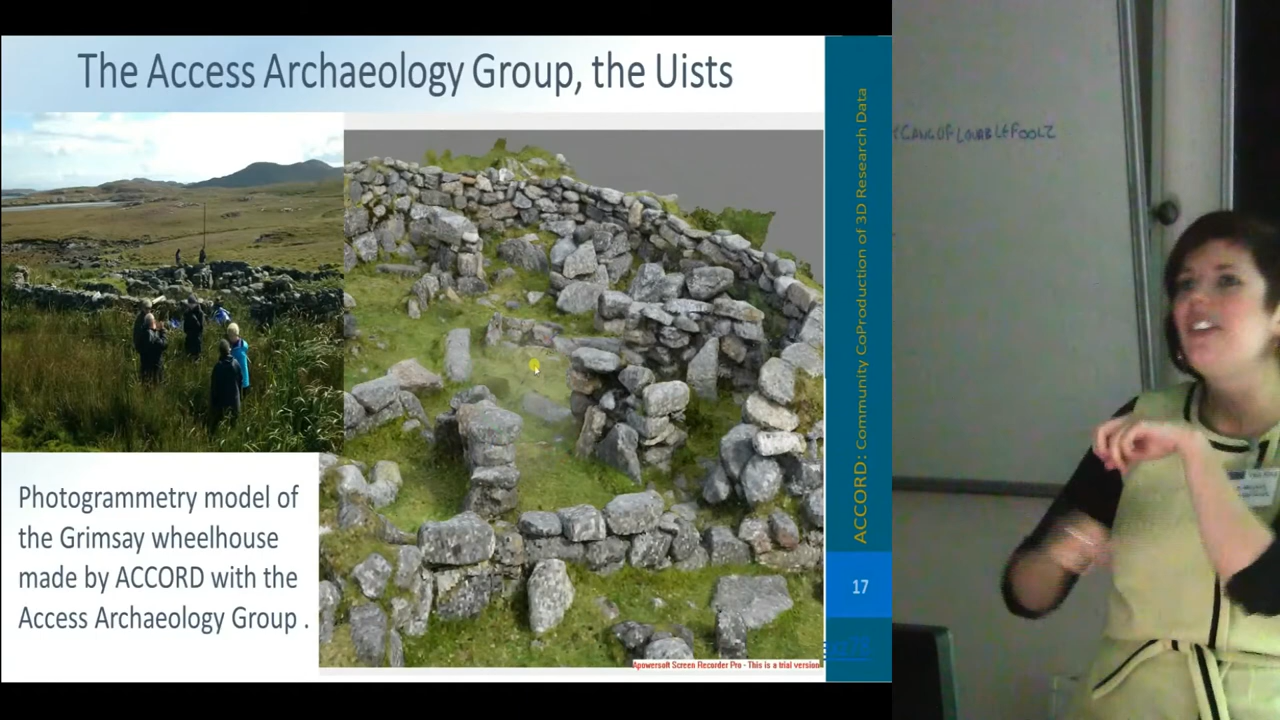 The Access Archaeology Group, the Uists
Photogrammetry model of
the Grimsay wheelhouse
made by ACCORD with the
Access Archaeology Group .
ACCORD: Community CoProduction of 3D Research Data
17
Apowersoft Screen Recorder Pro - This is a trial version